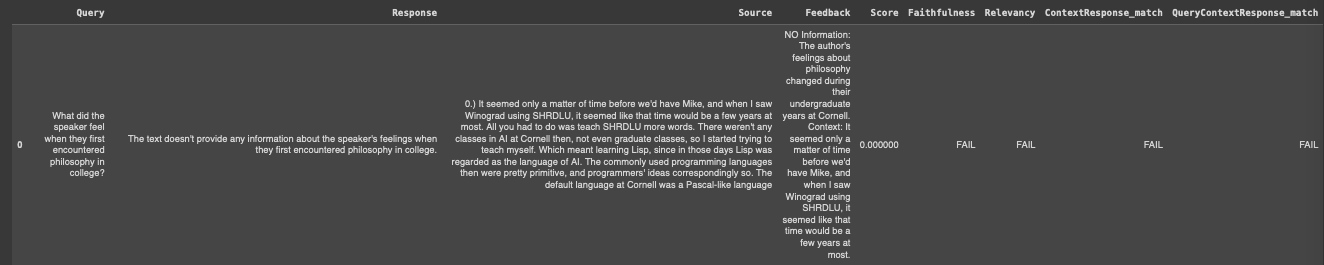 Query Response Source Feedback Score Faithfulness Relevancy ContextResponse_match QueryContextResponse_match
0
What did the
speaker feel
when they first
encountered
philosophy in
college?
The text doesn't provide any information about the speaker's feelings when
they first encountered philosophy in college.
0.) It seemed only a matter of time before we'd have Mike, and when I saw
Winograd using SHRDLU, it seemed like that time would be a few years at
most. All you had to do was teach SHRDLU more words. There weren't any
classes in AI at Cornell then, not even graduate classes, so I started trying to
teach myself. Which meant learning Lisp, since in those days Lisp was
regarded as the language of AI. The commonly used programming languages
then were pretty primitive, and programmers' ideas correspondingly so. The
default language at Cornell was a Pascal-like language
NO Information:
The author's
feelings about
philosophy
changed during
their
undergraduate
years at Cornell.
Context: It
seemed only a
matter of time
before we'd
have Mike, and
when I saw
Winograd using
SHRDLU, it
seemed like that
time would be a
few years at
most.
0.000000
FAIL
FAIL
FAIL
FAIL